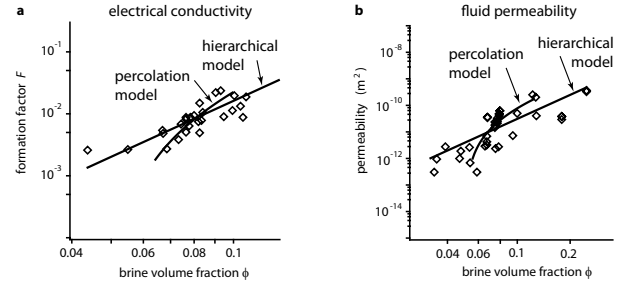 a
electrical conductivity
formation factor F
10-1
10-2
10-3
percolation
model
hierarchical
model
0.04
0.06
0.08
0.1
brine volume fraction ϕ
b
fluid permeability
permeability (m2)
10-8
10-10
10-12
10-14
percolation
model
hierarchical
model
0.04
0.06
0.1
0.2
brine volume fraction ϕ